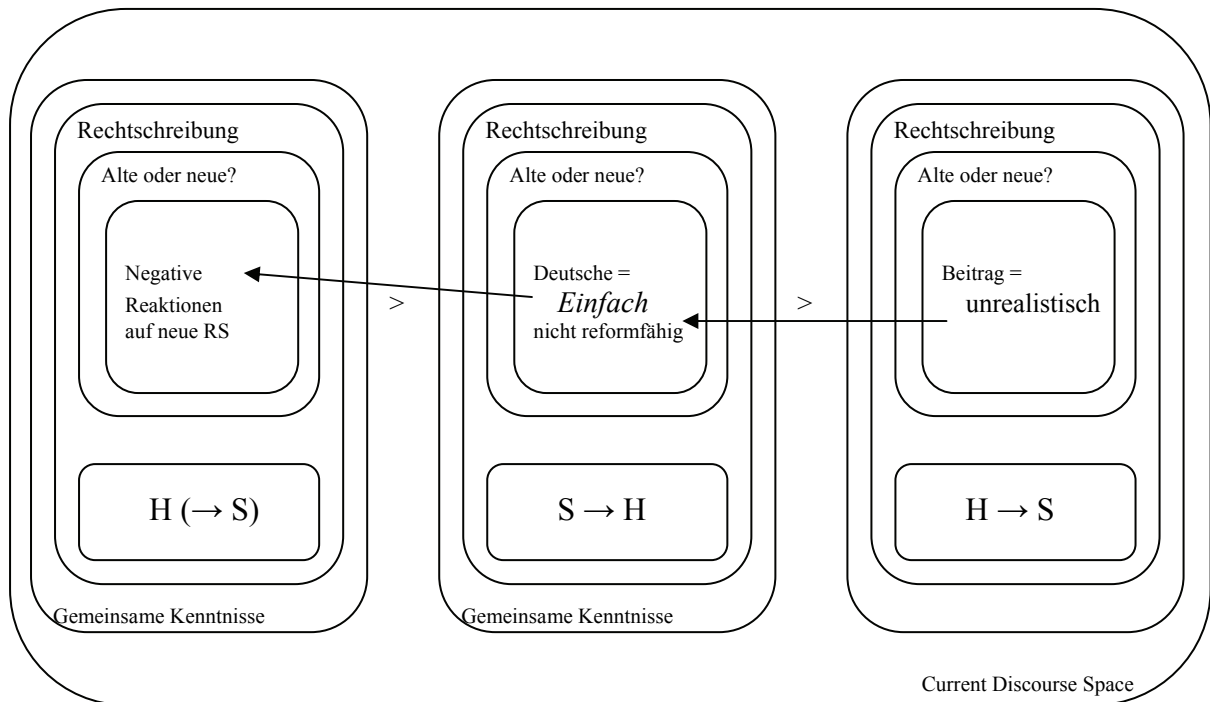 Rechtschreibung
Alte oder neue?
Negative
Reaktionen
auf neue RS
H (→ S)
Gemeinsame Kenntnisse
>
Rechtschreibung
Alte oder neue?
Deutsche =
Einfach
nicht reformfähig
S → H
Gemeinsame Kenntnisse
>
Rechtschreibung
Alte oder neue?
Beitrag =
unrealistisch
H → S
Current Discourse Space